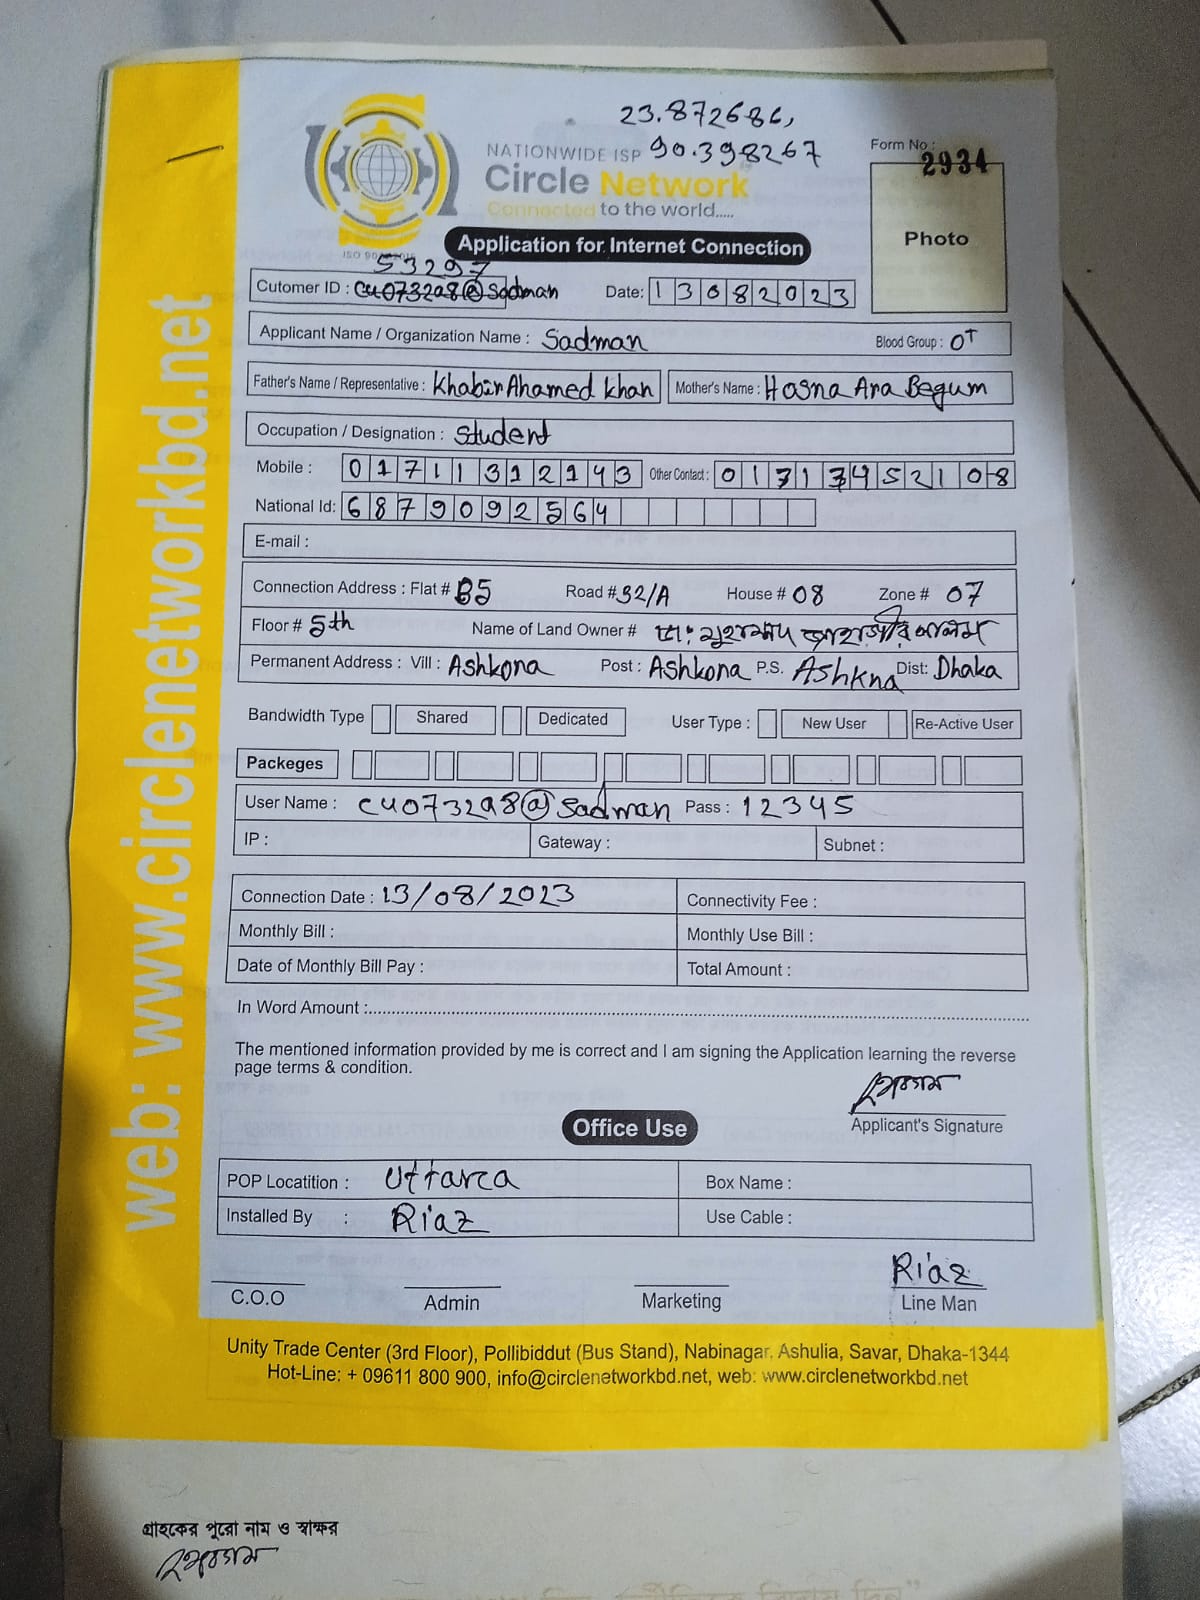 23.872686,
90.398267
NATIONWIDE ISP
Circle Network
Connected to the world.....
Form No :
2934
Photo
Application for Internet Connection
53297
Cutomer ID : cu073298@sadman Date: 13082023
Applicant Name / Organization Name : Sadman Blood Group : O+
Father's Name / Representative : Khabir Ahamed khan Mother's Name : Hosna Ara Begum
Occupation / Designation : Student
Mobile : 01711312143 Other Contact : 01717452108
National Id: 6879092564
E-mail :
Connection Address : Flat # B5 Road # 32/A House # 08 Zone # 07
Floor # 5th Name of Land Owner #
Permanent Address : Vill : Ashkona Post : Ashkona P.S. Ashkna Dist: Dhaka
Bandwidth Type Shared Dedicated User Type : New User Re-Active User
Packeges
User Name : cu073298@sadman Pass : 12345
IP : Gateway : Subnet :
Connection Date : 13/08/2023 Connectivity Fee :
Monthly Bill : Monthly Use Bill :
Date of Monthly Bill Pay : Total Amount :
In Word Amount :
The mentioned information provided by me is correct and I am signing the Application learning the reverse
page terms & condition.
Applicant's Signature
Office Use
POP Locatition : Uttara Box Name :
Installed By : Riaz Use Cable :
Riaz
C.O.O Admin Marketing Line Man
Unity Trade Center (3rd Floor), Pollibiddut (Bus Stand), Nabinagar, Ashulia, Savar, Dhaka-1344
Hot-Line: + 09611 800 900, info@circlenetworkbd.net, web: www.circlenetworkbd.net
web: www.circlenetworkbd.net
গ্রাহকের পুরো নাম ও স্বাক্ষর